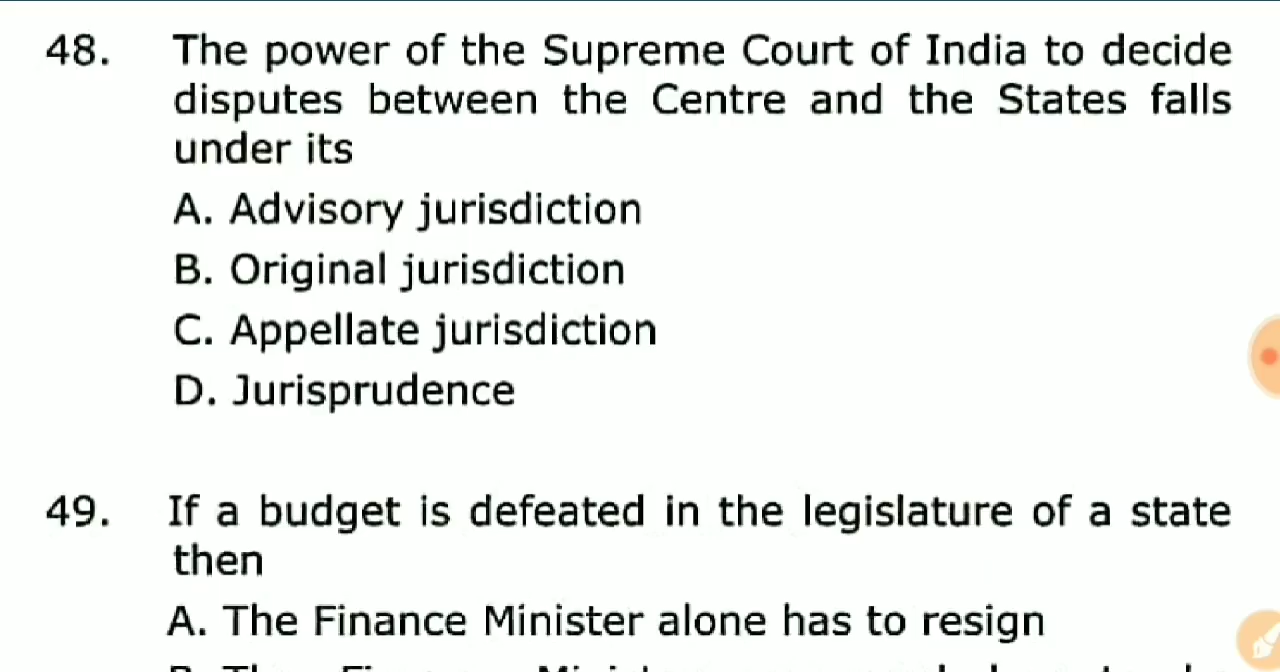 48. The power of the Supreme Court of India to decide
disputes between the Centre and the States falls
under its
A. Advisory jurisdiction
B. Original jurisdiction
C. Appellate jurisdiction
D. Jurisprudence
49. If a budget is defeated in the legislature of a state
then
A. The Finance Minister alone has to resign